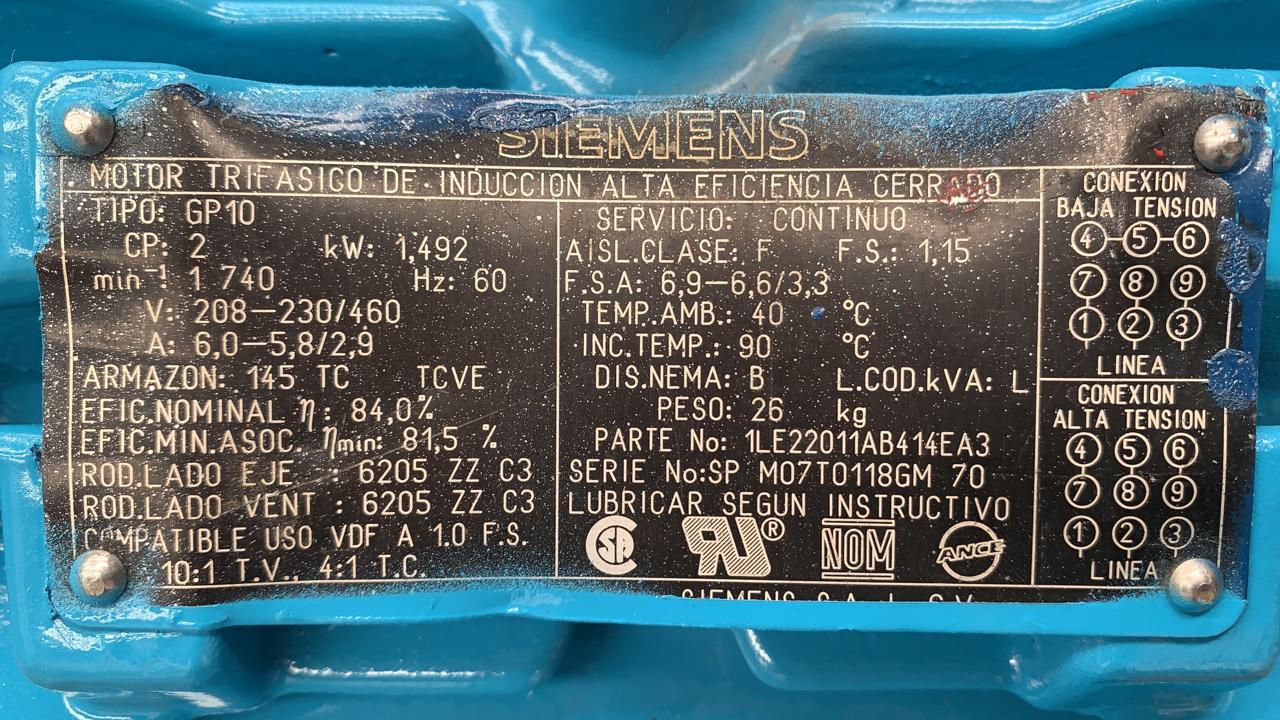 SIEMENS
MOTOR TRIFASICO DE INDUCCION ALTA EFICIENCIA CERRADO
TIPO: GP10
CP: 2 kW: 1,492
min⁻¹: 1 740 Hz: 60
V: 208–230/460
A: 6,0–5,8/2,9
ARMAZON: 145 TC TCVE
EFIC.NOMINAL η: 84,0%
EFIC.MIN.ASOC. ηmin: 81,5 %
ROD.LADO EJE : 6205 ZZ C3
ROD.LADO VENT : 6205 ZZ C3
COMPATIBLE USO VDF A 1.0 F.S.
10:1 T.V., 4:1 T.C.
SERVICIO: CONTINUO
AISL.CLASE: F F.S.: 1,15
F.S.A: 6,9–6,6/3,3
TEMP.AMB.: 40 °C
INC.TEMP.: 90 °C
DIS.NEMA: B L.COD.kVA: L
PESO: 26 kg
PARTE No: 1LE22011AB414EA3
SERIE No:SP M07T0118GM 70
LUBRICAR SEGUN INSTRUCTIVO
SA RU® NOM ANCE
SIEMENS S.A. C.V.
CONEXION
BAJA TENSION
4–5–6
7 8 9
1 2 3
LINEA
CONEXION
ALTA TENSION
4 5 6
7 8 9
1 2 3
LINEA